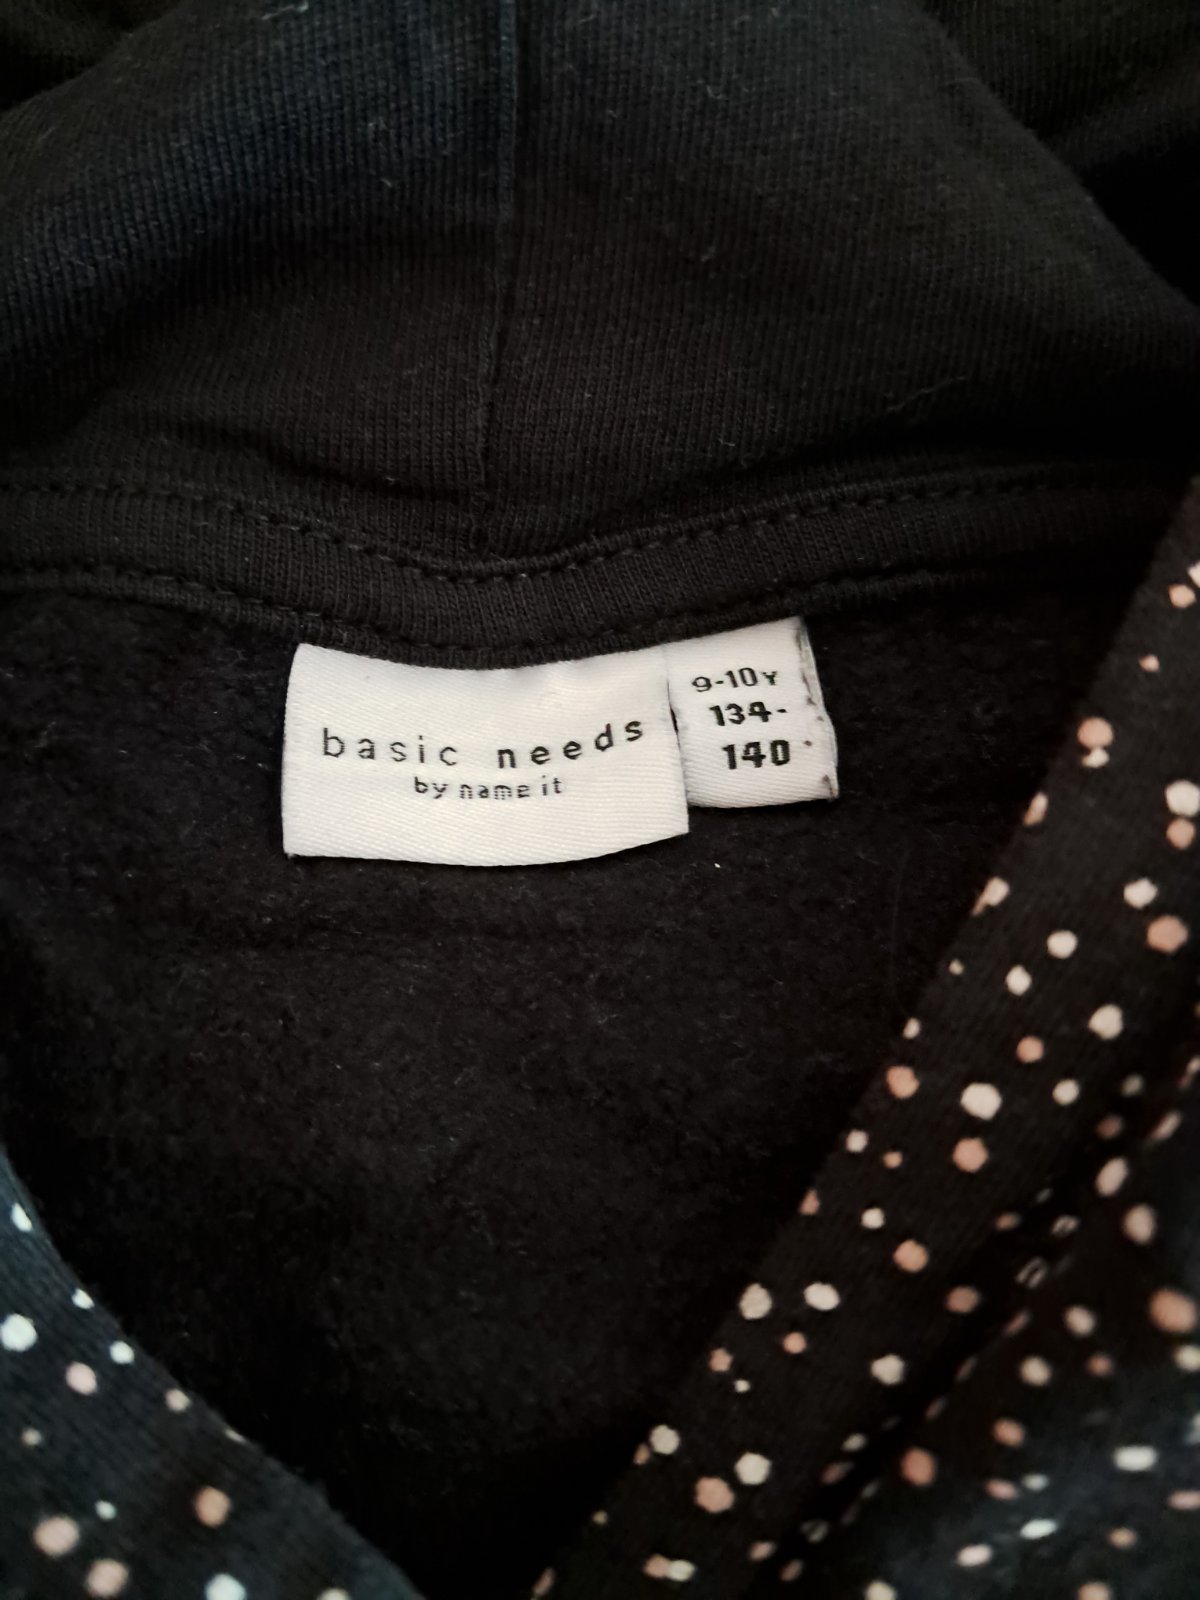 basic needs
by name it
9-10Y
134-
140